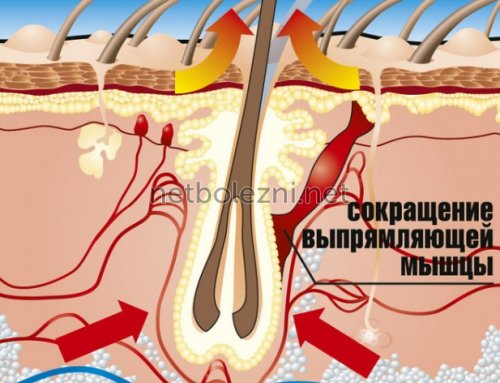 netbolezni.net
сокращение
выпрямляющей
мышцы